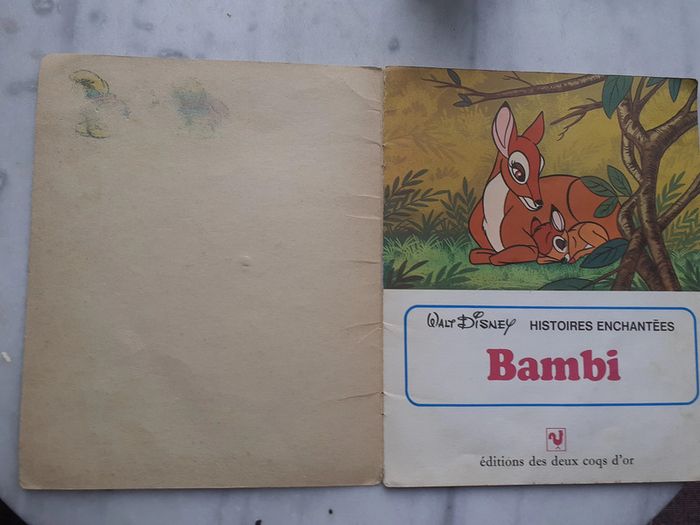 WALT DISNEY HISTOIRES ENCHANTÉES
Bambi
éditions des deux coqs d'or